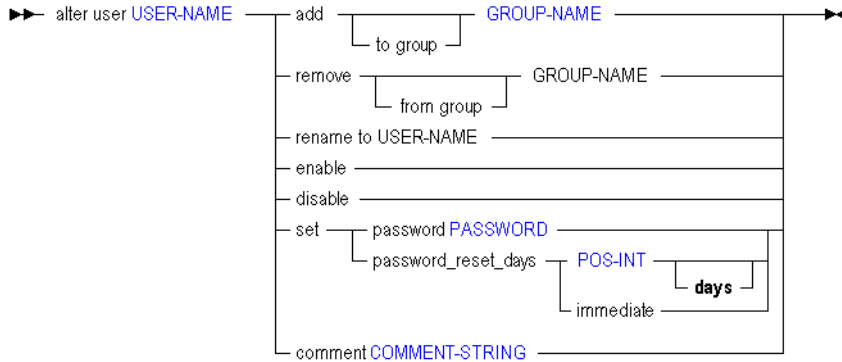 alter user USER-NAME add GROUP-NAME
to group
remove GROUP-NAME
from group
rename to USER-NAME
enable
disable
set password PASSWORD
password_reset_days POS-INT
days
immediate
comment COMMENT-STRING